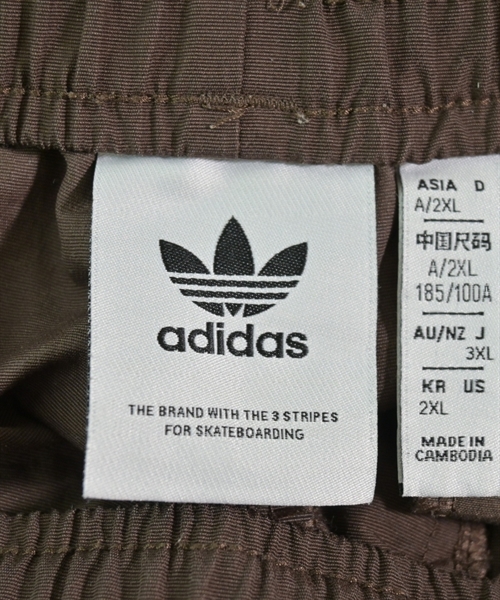 adidas
THE BRAND WITH THE 3 STRIPES
FOR SKATEBOARDING
ASIA D
A/2XL
中国尺码
A/2XL
185/100A
AU/NZ J
3XL
KR US
2XL
MADE IN
CAMBODIA